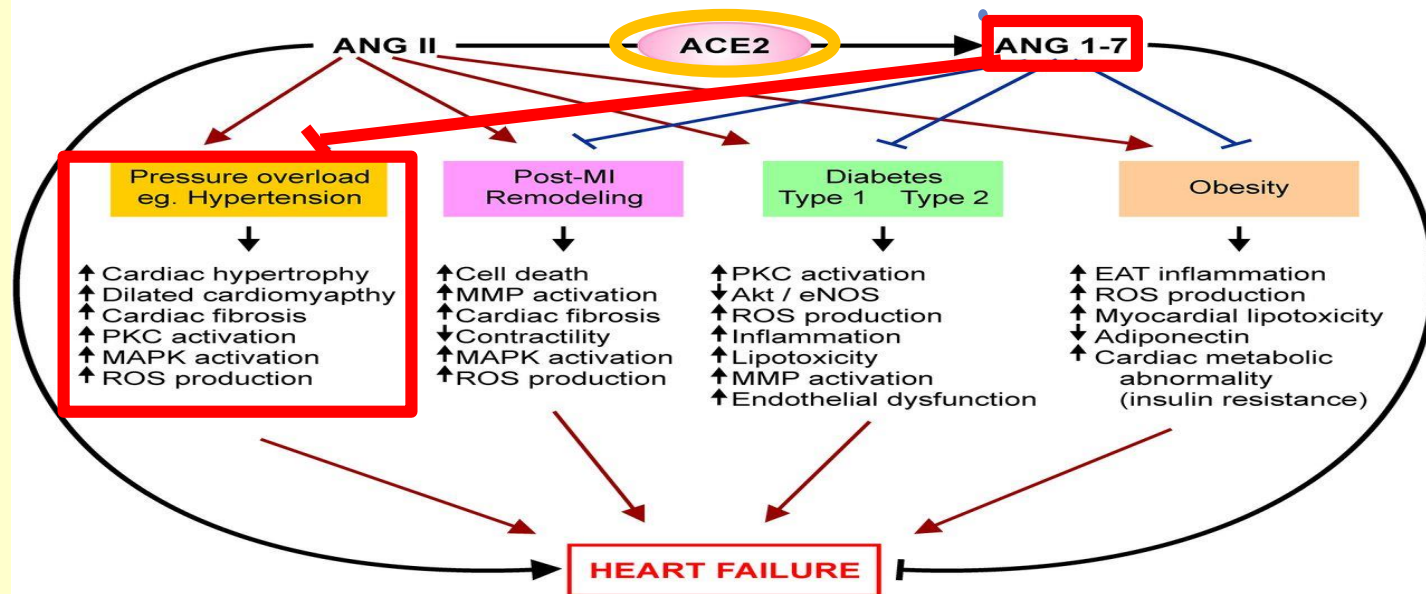 ANG II
ACE2
ANG 1-7
Pressure overload
eg. Hypertension
↑ Cardiac hypertrophy
↑ Dilated cardiomyapthy
↑ Cardiac fibrosis
↑ PKC activation
↑ MAPK activation
↑ ROS production
Post-MI
Remodeling
↑ Cell death
↑ MMP activation
↑ Cardiac fibrosis
↓ Contractility
↑ MAPK activation
↑ ROS production
Diabetes
Type 1 Type 2
↑ PKC activation
↓ Akt / eNOS
↑ ROS production
↑ Inflammation
↑ Lipotoxicity
↑ MMP activation
↑ Endothelial dysfunction
Obesity
↑ EAT inflammation
↑ ROS production
↑ Myocardial lipotoxicity
↓ Adiponectin
↑ Cardiac metabolic
abnormality
(insulin resistance)
HEART FAILURE